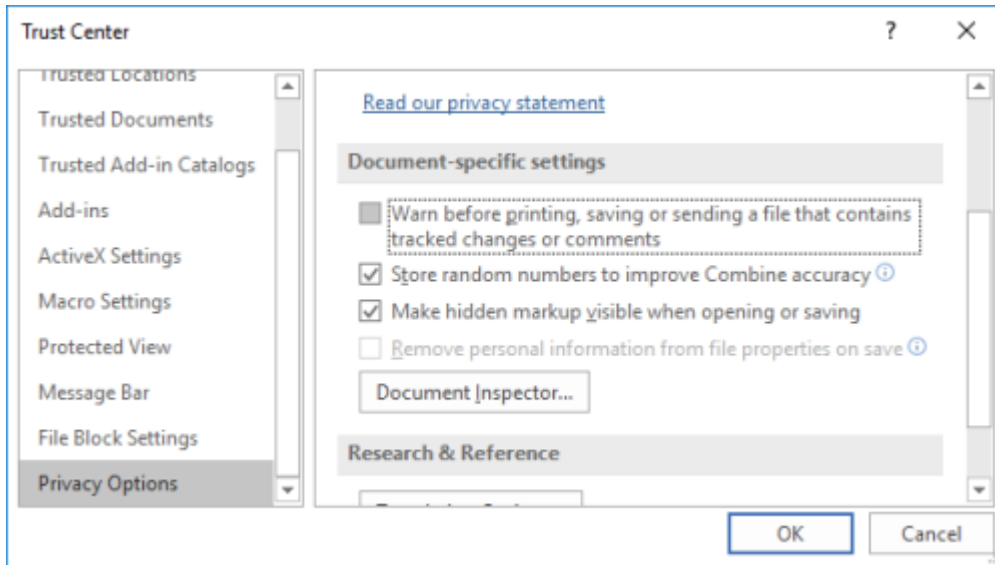 Trust Center
Trusted Locations
Trusted Documents
Trusted Add-in Catalogs
Add-ins
ActiveX Settings
Macro Settings
Protected View
Message Bar
File Block Settings
Privacy Options
Read our privacy statement
Document-specific settings
Warn before printing, saving or sending a file that contains
tracked changes or comments
Store random numbers to improve Combine accuracy
Make hidden markup visible when opening or saving
Remove personal information from file properties on save
Document Inspector...
Research & Reference
OK
Cancel